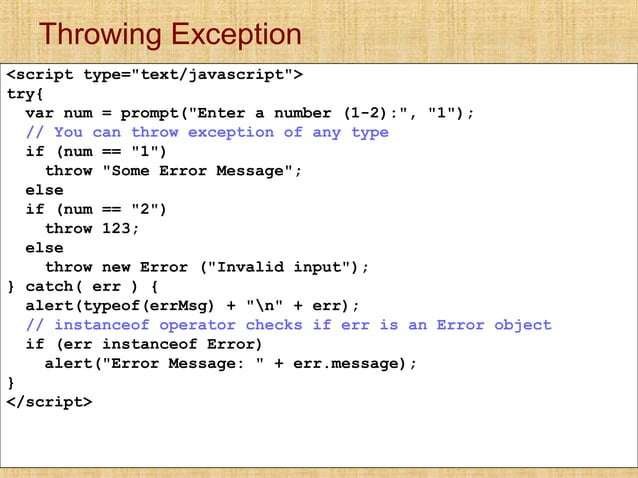 Throwing Exception
<script type="text/javascript">
try{
  var num = prompt("Enter a number (1-2):", "1");
  // You can throw exception of any type
  if (num == "1")
    throw "Some Error Message";
  else
  if (num == "2")
    throw 123;
  else
    throw new Error ("Invalid input");
} catch( err ) {
  alert(typeof(errMsg) + "\n" + err);
  // instanceof operator checks if err is an Error object
  if (err instanceof Error)
    alert("Error Message: " + err.message);
}
</script>